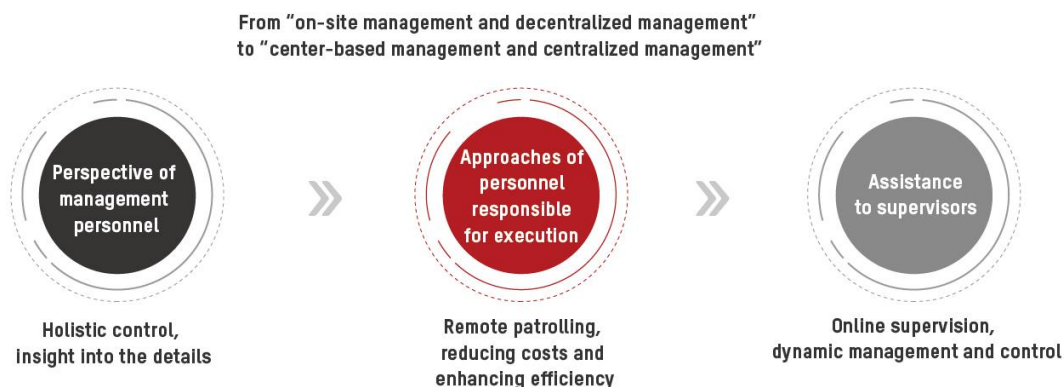 From “on-site management and decentralized management”
to “center-based management and centralized management”
Perspective of
management
personnel
Approaches of
personnel
responsible
for execution
Assistance
to supervisors
Holistic control,
insight into the details
Remote patrolling,
reducing costs and
enhancing efficiency
Online supervision,
dynamic management and control